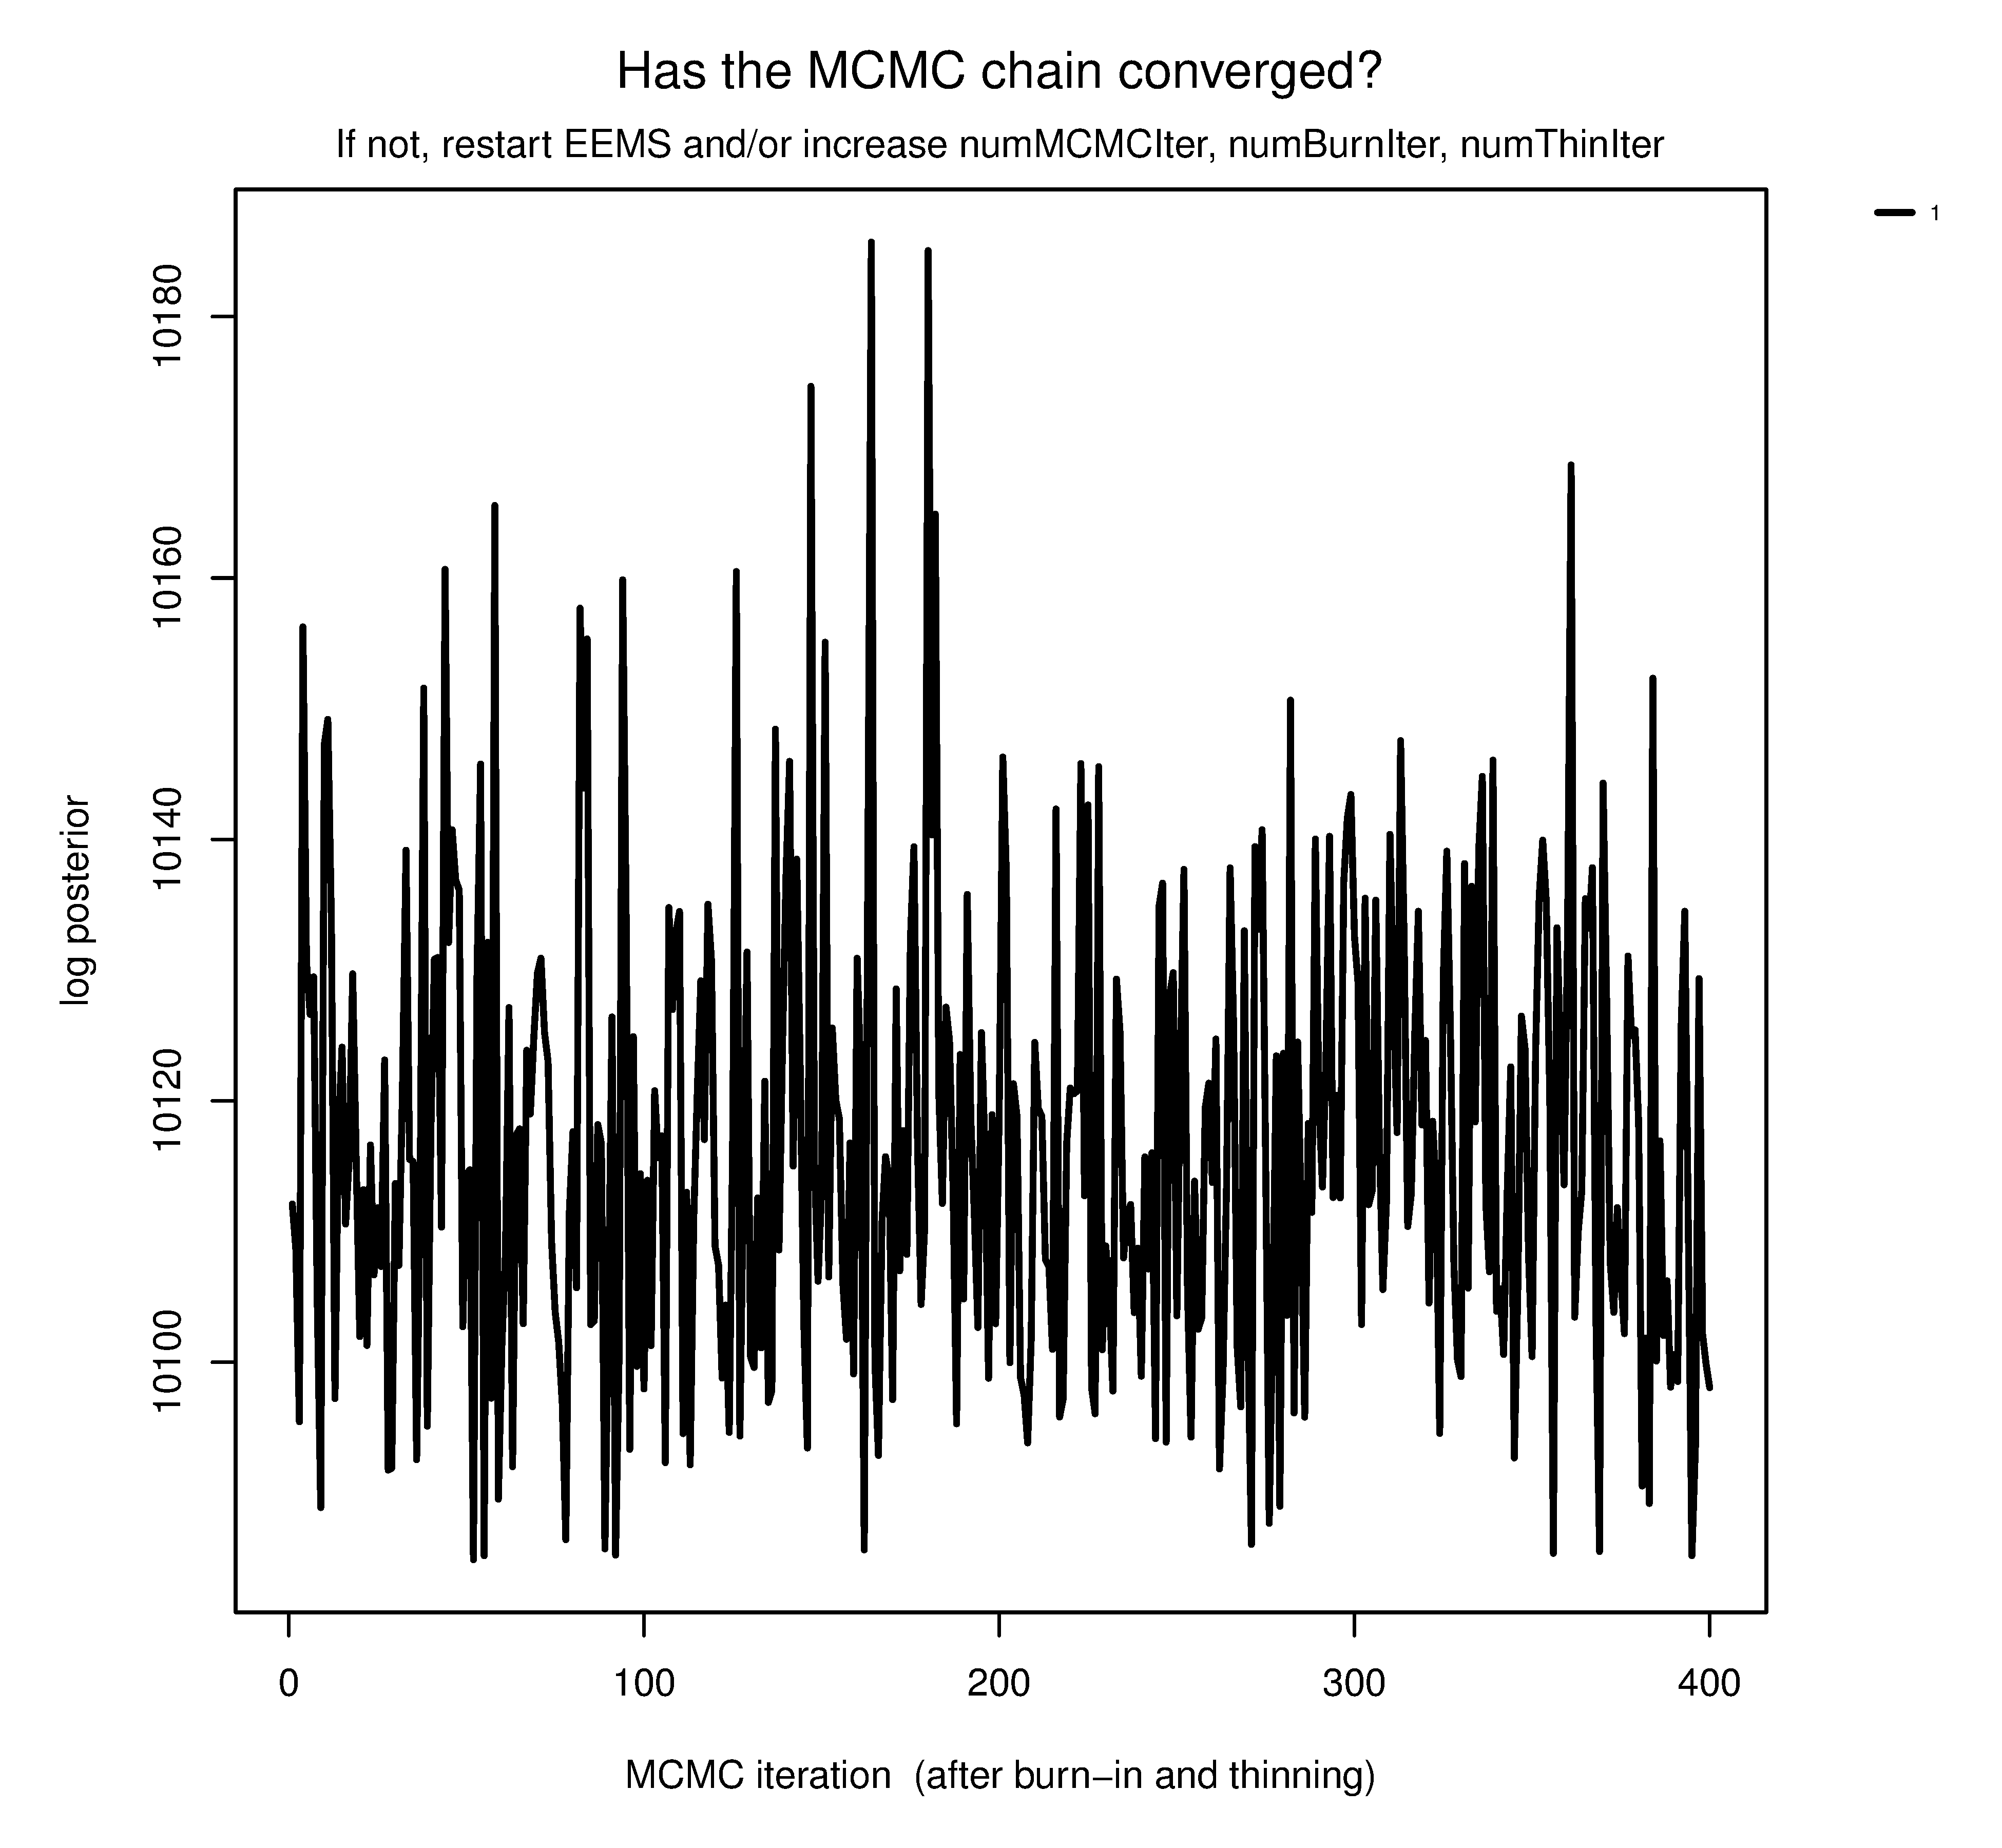 Has the MCMC chain converged?
If not, restart EEMS and/or increase numMCMCIter, numBurnIter, numThinIter
1
10180
10160
10140
10120
10100
log posterior
0 100 200 300 400
MCMC iteration (after burn−in and thinning)